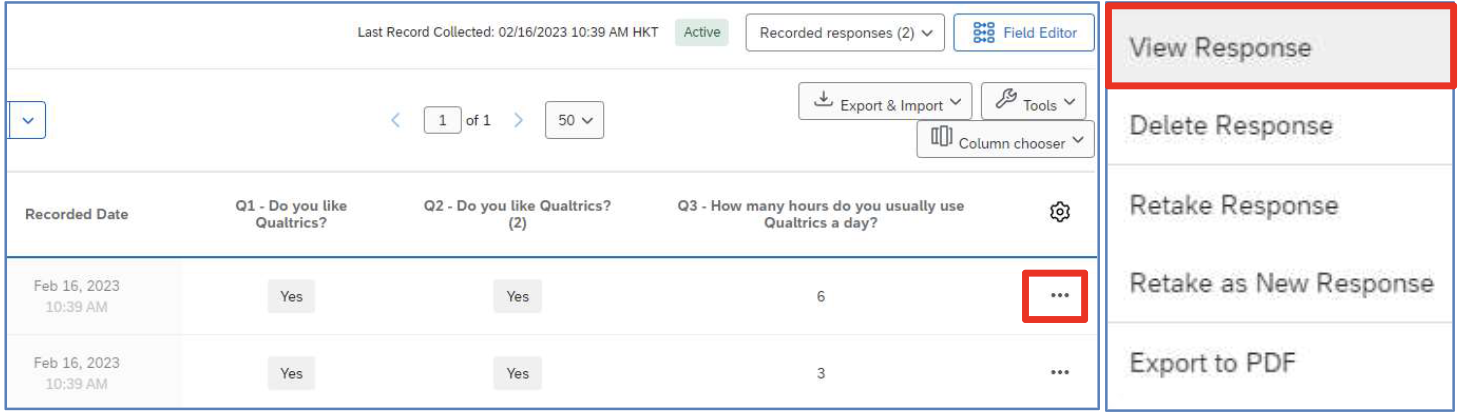 Last Record Collected: 02/16/2023 10:39 AM HKT Active Recorded responses (2) Field Editor
1 of 1 50 Export & Import Tools
Column chooser
Recorded Date Q1 - Do you like Qualtrics? Q2 - Do you like Qualtrics? (2) Q3 - How many hours do you usually use Qualtrics a day?
Feb 16, 2023 10:39 AM Yes Yes 6 •••
Feb 16, 2023 10:39 AM Yes Yes 3 •••
View Response
Delete Response
Retake Response
Retake as New Response
Export to PDF